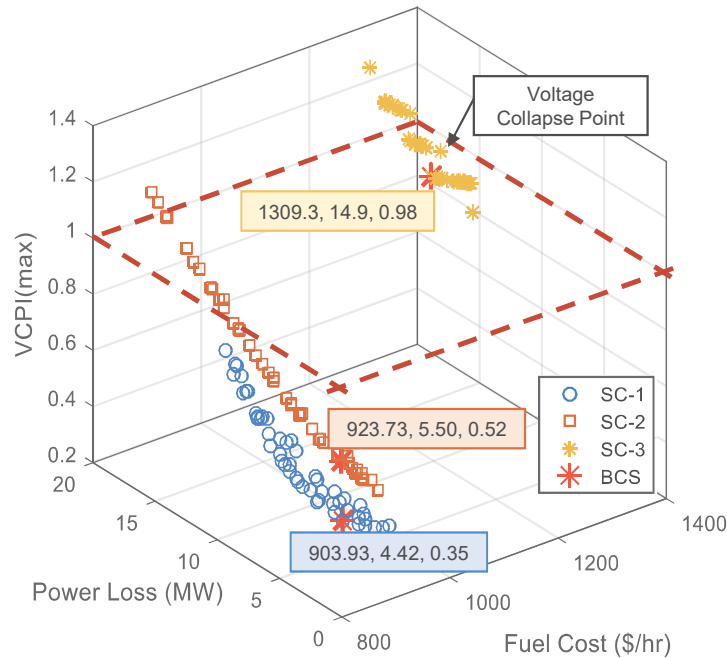 Voltage
Collapse Point
1.4
1.2
1
0.8
0.6
0.4
0.2
VCPI(max)
1309.3, 14.9, 0.98
923.73, 5.50, 0.52
903.93, 4.42, 0.35
SC-1
SC-2
SC-3
BCS
20
15
10
5
0
Power Loss (MW)
800
1000
1200
1400
Fuel Cost ($/hr)